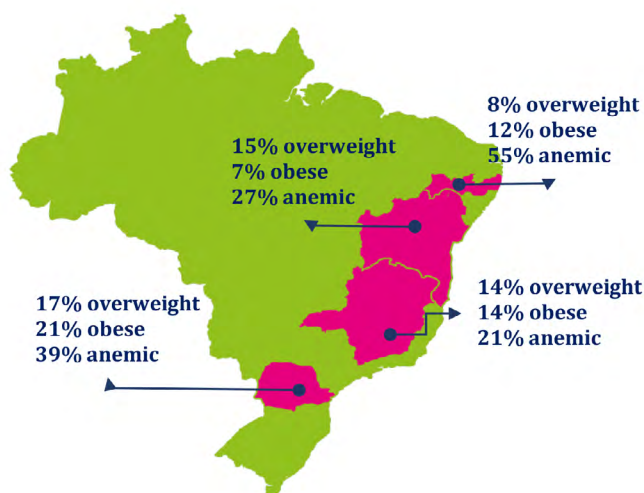 8% overweight
12% obese
55% anemic
15% overweight
7% obese
27% anemic
17% overweight
21% obese
39% anemic
14% overweight
14% obese
21% anemic